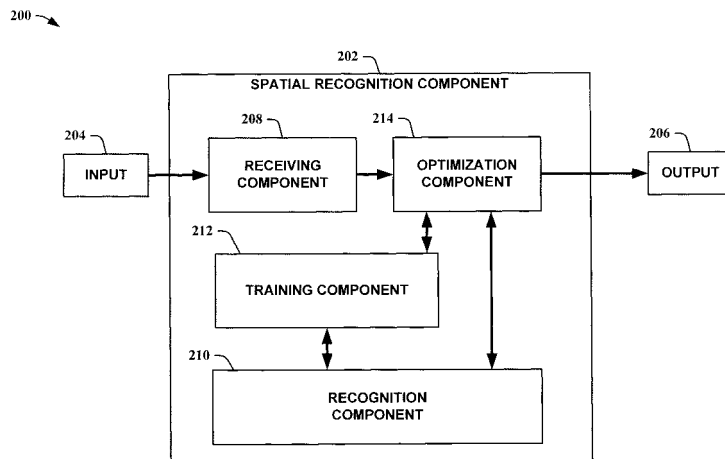 200
202
SPATIAL RECOGNITION COMPONENT
204
208
214
206
INPUT
RECEIVING
COMPONENT
OPTIMIZATION
COMPONENT
OUTPUT
212
TRAINING COMPONENT
210
RECOGNITION
COMPONENT